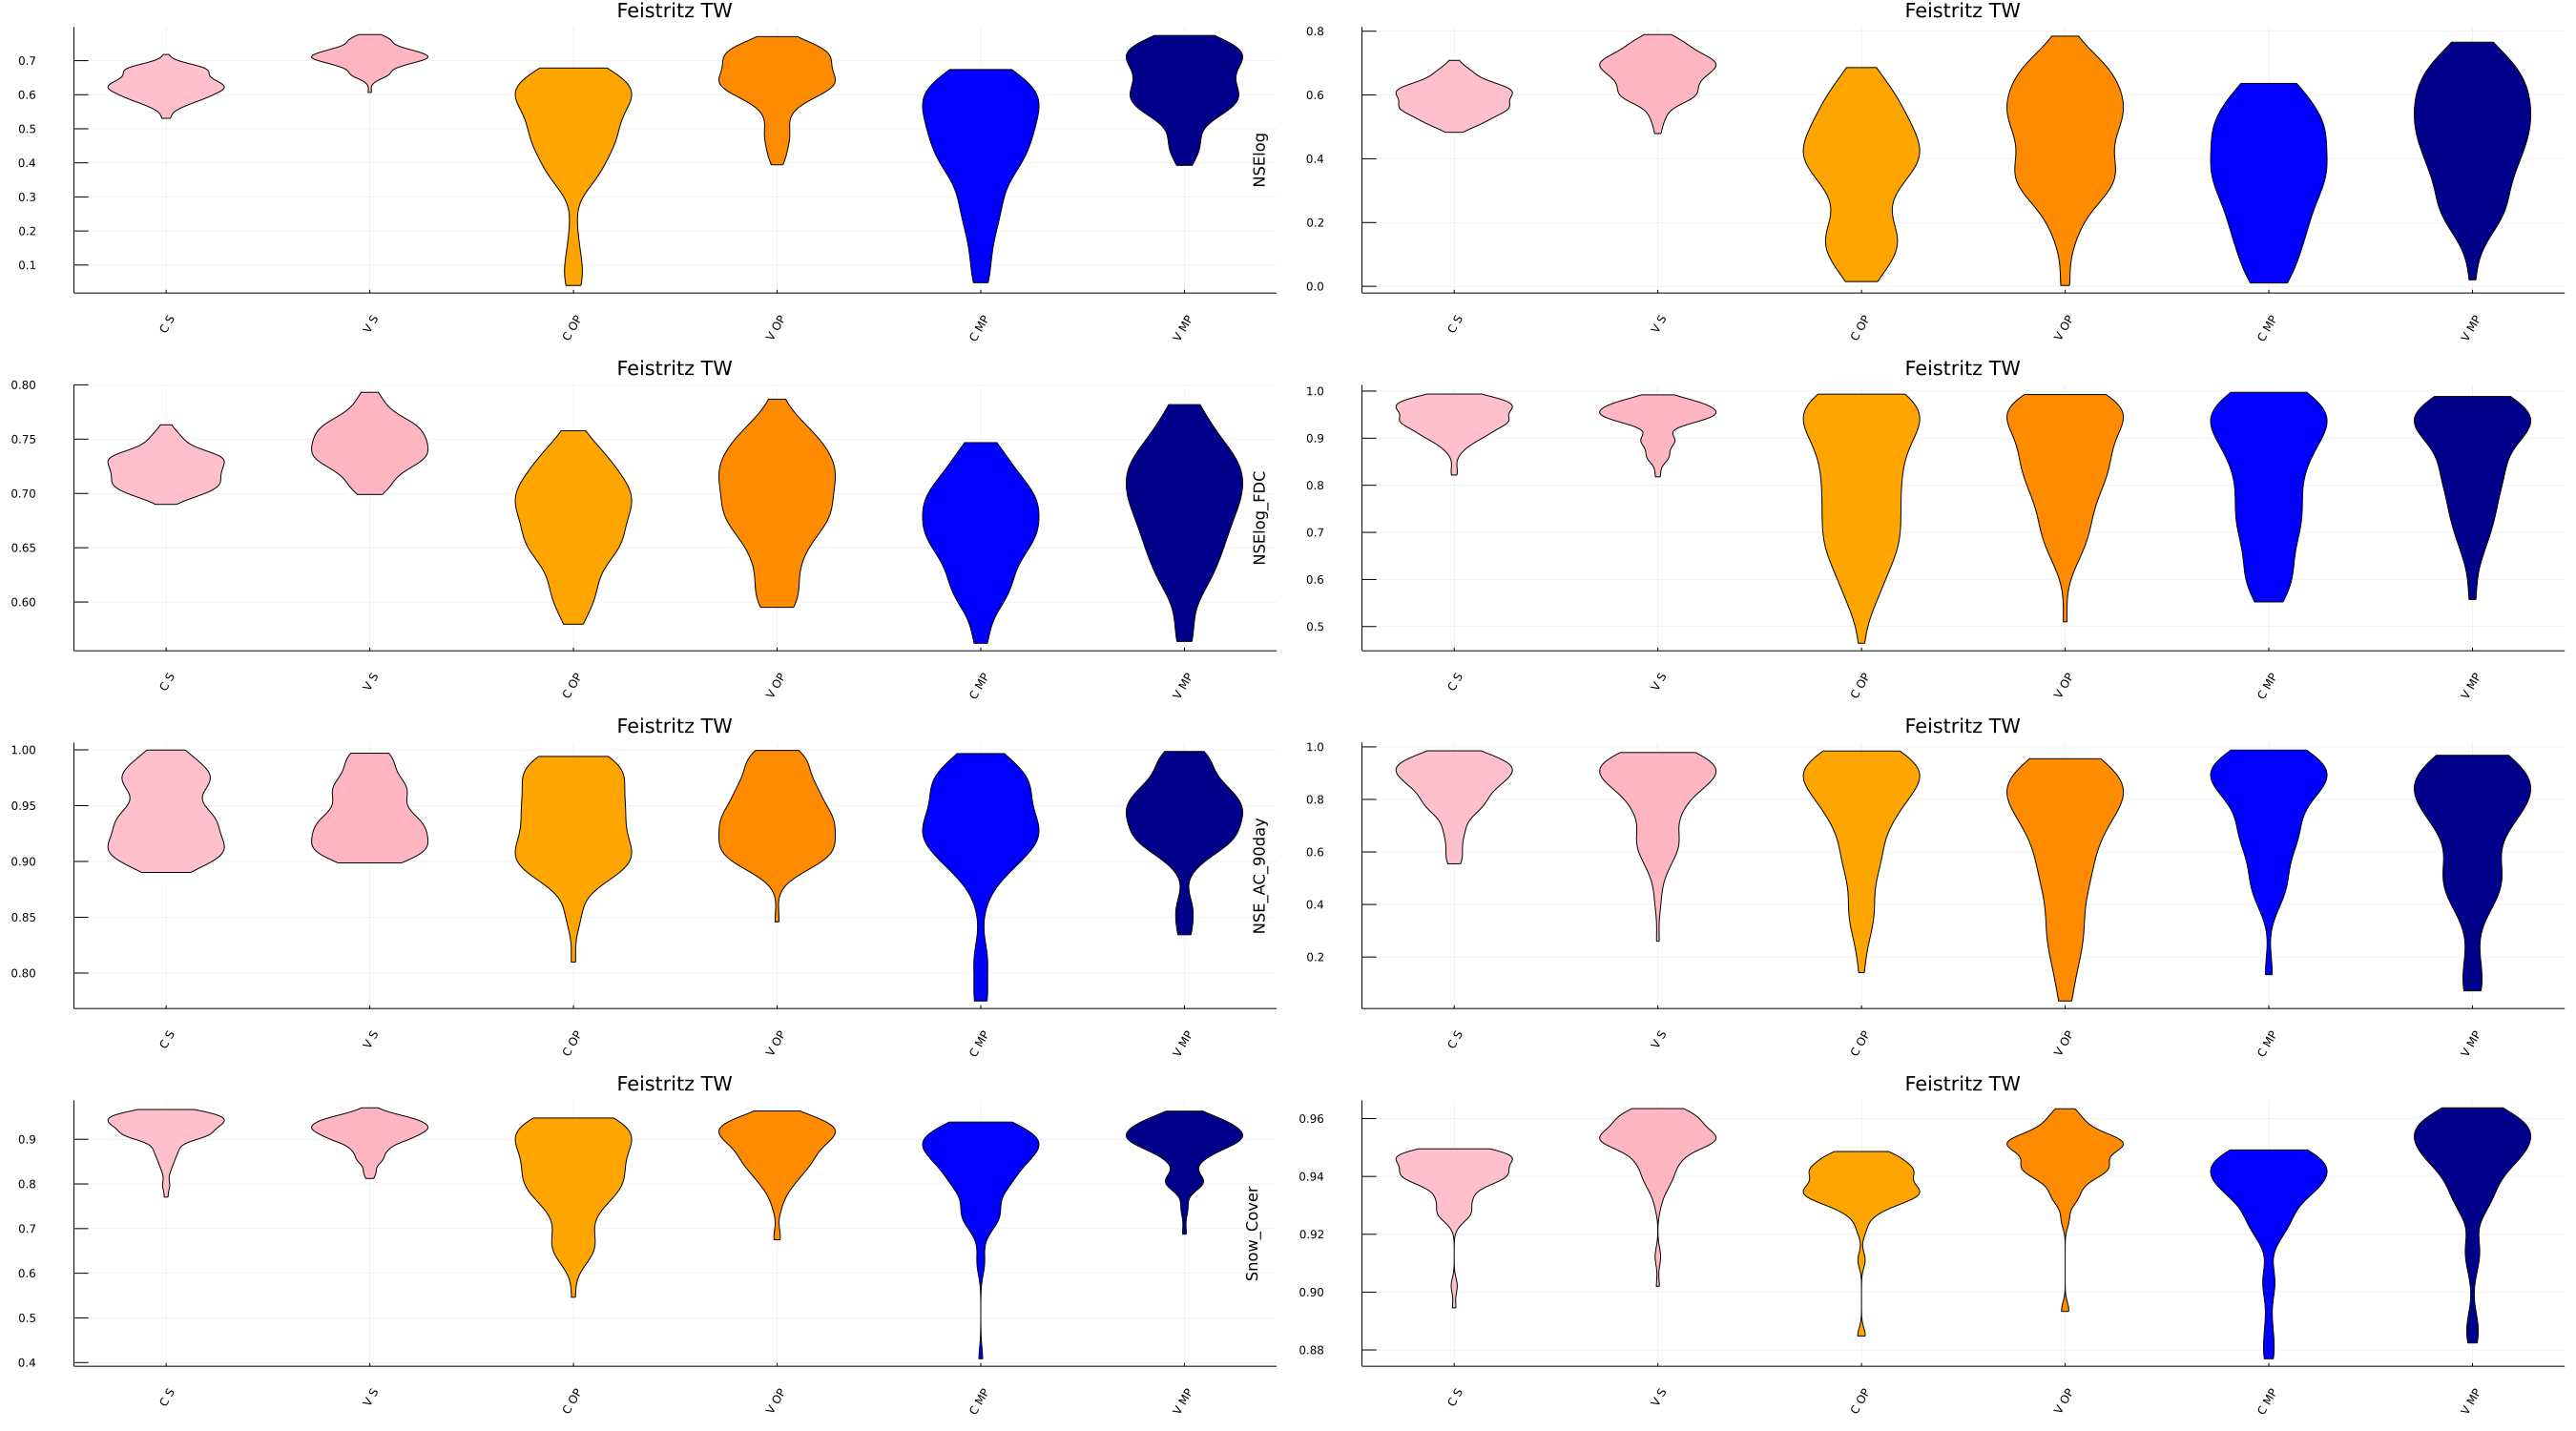 Feistritz TW
0.7
0.6
0.5
0.4
0.3
0.2
0.1
C S
V S
C OP
V OP
C MP
V MP
Feistritz TW
NSElog
0.8
0.6
0.4
0.2
0.0
C S
V S
C OP
V OP
C MP
V MP
Feistritz TW
0.80
0.75
0.70
0.65
0.60
C S
V S
C OP
V OP
C MP
V MP
Feistritz TW
NSElog_FDC
1.0
0.9
0.8
0.7
0.6
0.5
C S
V S
C OP
V OP
C MP
V MP
Feistritz TW
1.00
0.95
0.90
0.85
0.80
C S
V S
C OP
V OP
C MP
V MP
Feistritz TW
NSE_AC_90day
1.0
0.8
0.6
0.4
0.2
C S
V S
C OP
V OP
C MP
V MP
Feistritz TW
0.9
0.8
0.7
0.6
0.5
0.4
C S
V S
C OP
V OP
C MP
V MP
Feistritz TW
Snow_Cover
0.96
0.94
0.92
0.90
0.88
C S
V S
C OP
V OP
C MP
V MP